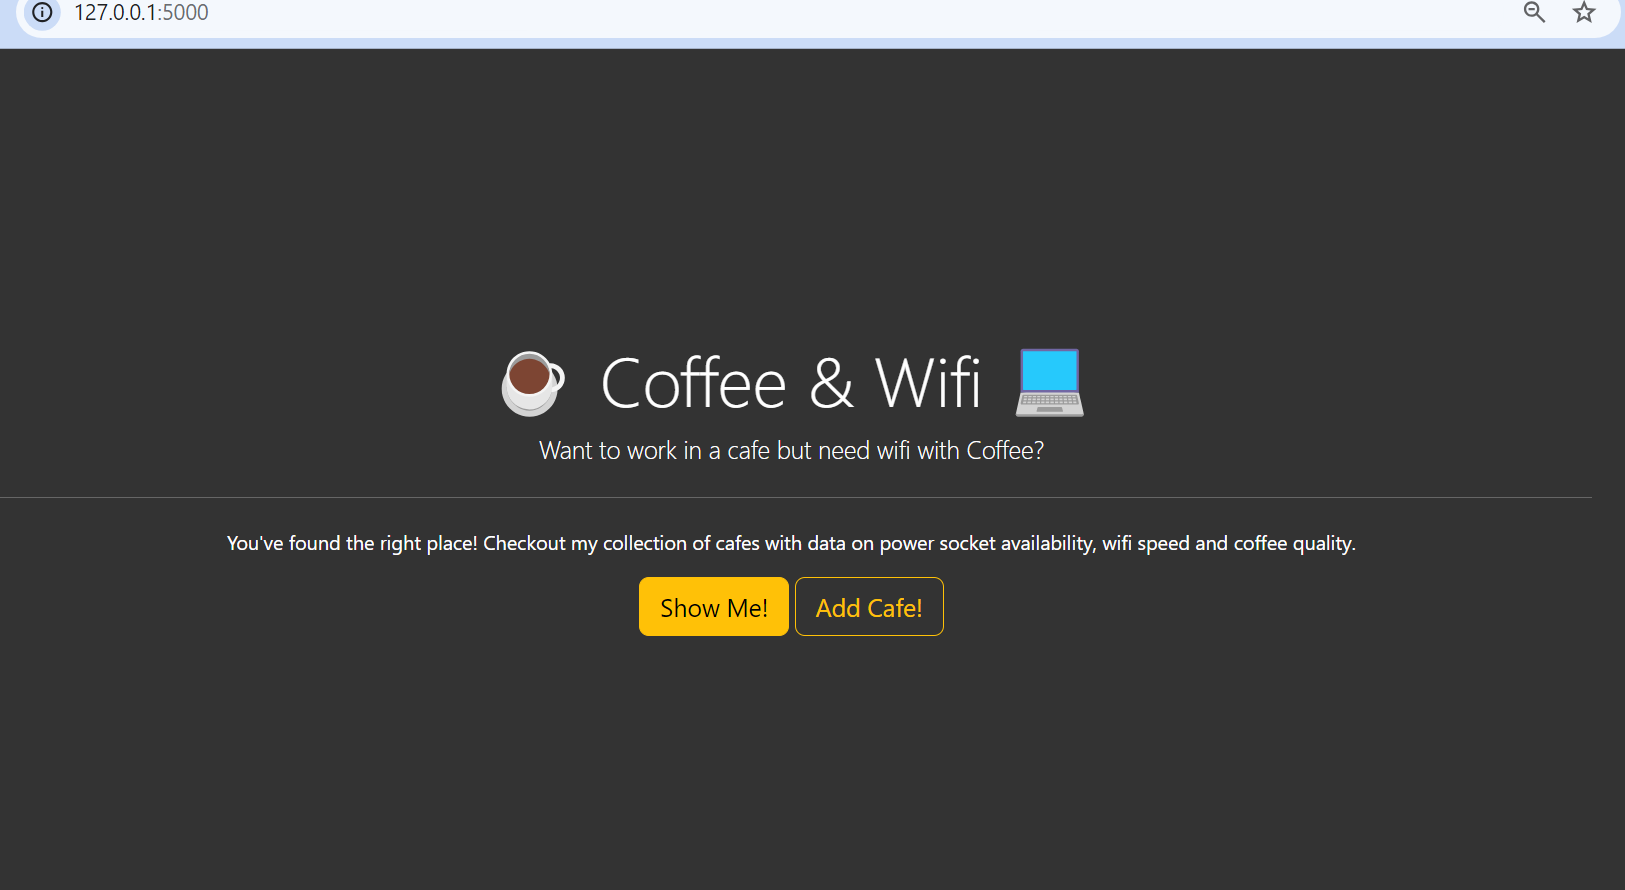 127.0.0.1:5000
☕ Coffee & Wifi 💻
Want to work in a cafe but need wifi with Coffee?
You've found the right place! Checkout my collection of cafes with data on power socket availability, wifi speed and coffee quality.
Show Me! Add Cafe!